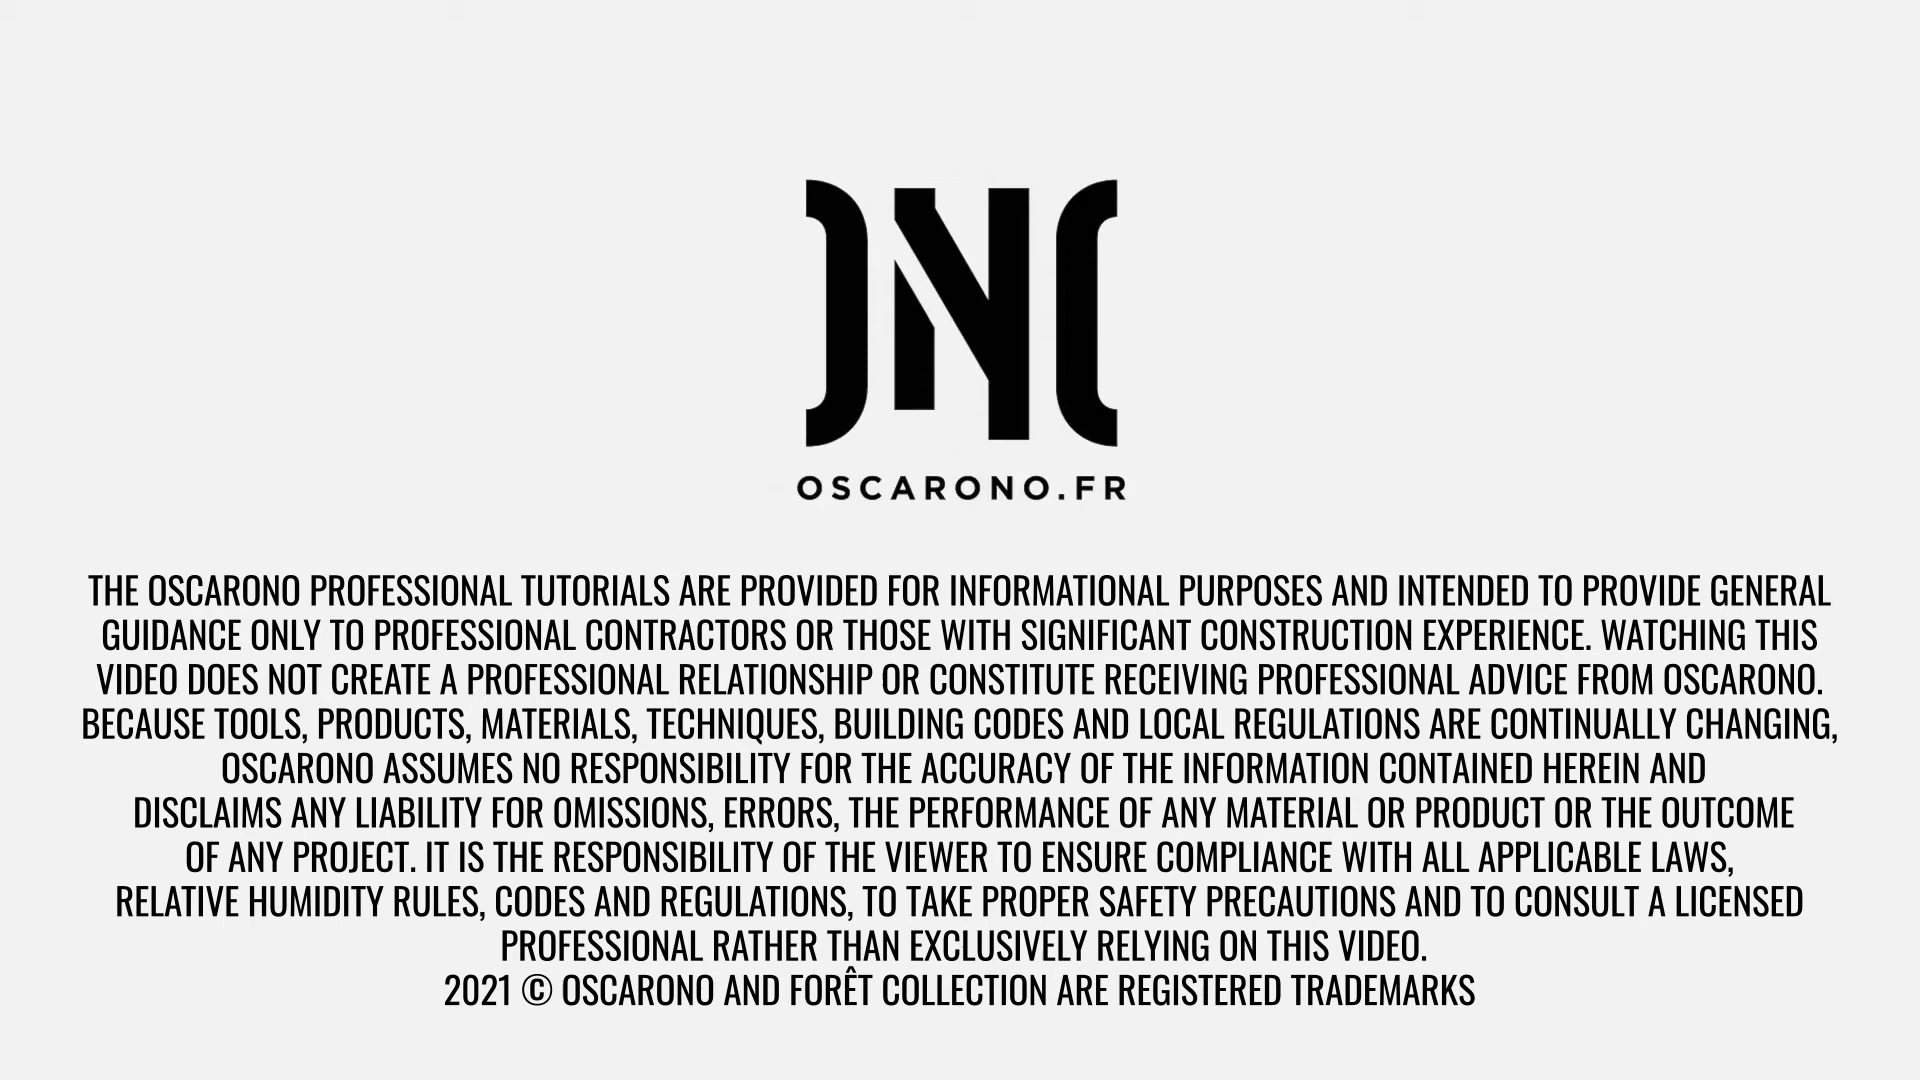 ONO
OSCARONO.FR
THE OSCARONO PROFESSIONAL TUTORIALS ARE PROVIDED FOR INFORMATIONAL PURPOSES AND INTENDED TO PROVIDE GENERAL
GUIDANCE ONLY TO PROFESSIONAL CONTRACTORS OR THOSE WITH SIGNIFICANT CONSTRUCTION EXPERIENCE. WATCHING THIS
VIDEO DOES NOT CREATE A PROFESSIONAL RELATIONSHIP OR CONSTITUTE RECEIVING PROFESSIONAL ADVICE FROM OSCARONO.
BECAUSE TOOLS, PRODUCTS, MATERIALS, TECHNIQUES, BUILDING CODES AND LOCAL REGULATIONS ARE CONTINUALLY CHANGING,
OSCARONO ASSUMES NO RESPONSIBILITY FOR THE ACCURACY OF THE INFORMATION CONTAINED HEREIN AND
DISCLAIMS ANY LIABILITY FOR OMISSIONS, ERRORS, THE PERFORMANCE OF ANY MATERIAL OR PRODUCT OR THE OUTCOME
OF ANY PROJECT. IT IS THE RESPONSIBILITY OF THE VIEWER TO ENSURE COMPLIANCE WITH ALL APPLICABLE LAWS,
RELATIVE HUMIDITY RULES, CODES AND REGULATIONS, TO TAKE PROPER SAFETY PRECAUTIONS AND TO CONSULT A LICENSED
PROFESSIONAL RATHER THAN EXCLUSIVELY RELYING ON THIS VIDEO.
2021 © OSCARONO AND FORÊT COLLECTION ARE REGISTERED TRADEMARKS